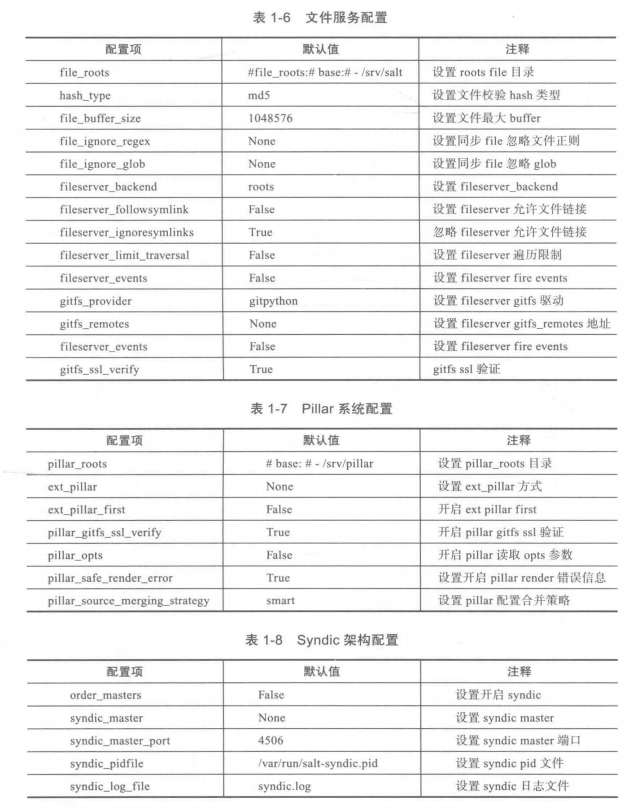 表 1-6 文件服务配置
配置项 默认值 注释
file_roots #file_roots:# base:# - /srv/salt 设置 roots file 目录
hash_type md5 设置文件校验 hash 类型
file_buffer_size 1048576 设置文件最大 buffer
file_ignore_regex None 设置同步 file 忽略文件正则
file_ignore_glob None 设置同步 file 忽略 glob
fileserver_backend roots 设置 fileserver_backend
fileserver_followsymlink False 设置 fileserver 允许文件链接
fileserver_ignoresymlinks True 忽略 fileserver 允许文件链接
fileserver_limit_traversal False 设置 fileserver 遍历限制
fileserver_events False 设置 fileserver fire events
gitfs_provider gitpython 设置 fileserver gitfs 驱动
gitfs_remotes None 设置 fileserver gitfs_remotes 地址
fileserver_events False 设置 fileserver fire events
gitfs_ssl_verify True gitfs ssl 验证
表 1-7 Pillar 系统配置
配置项 默认值 注释
pillar_roots # base: # - /srv/pillar 设置 pillar_roots 目录
ext_pillar None 设置 ext_pillar 方式
ext_pillar_first False 开启 ext pillar first
pillar_gitfs_ssl_verify True 开启 pillar gitfs ssl 验证
pillar_opts False 开启 pillar 读取 opts 参数
pillar_safe_render_error True 设置开启 pillar render 错误信息
pillar_source_merging_strategy smart 设置 pillar 配置合并策略
表 1-8 Syndic 架构配置
配置项 默认值 注释
order_masters False 设置开启 syndic
syndic_master None 设置 syndic master
syndic_master_port 4506 设置 syndic master 端口
syndic_pidfile /var/run/salt-syndic.pid 设置 syndic pid 文件
syndic_log_file syndic.log 设置 syndic 日志文件